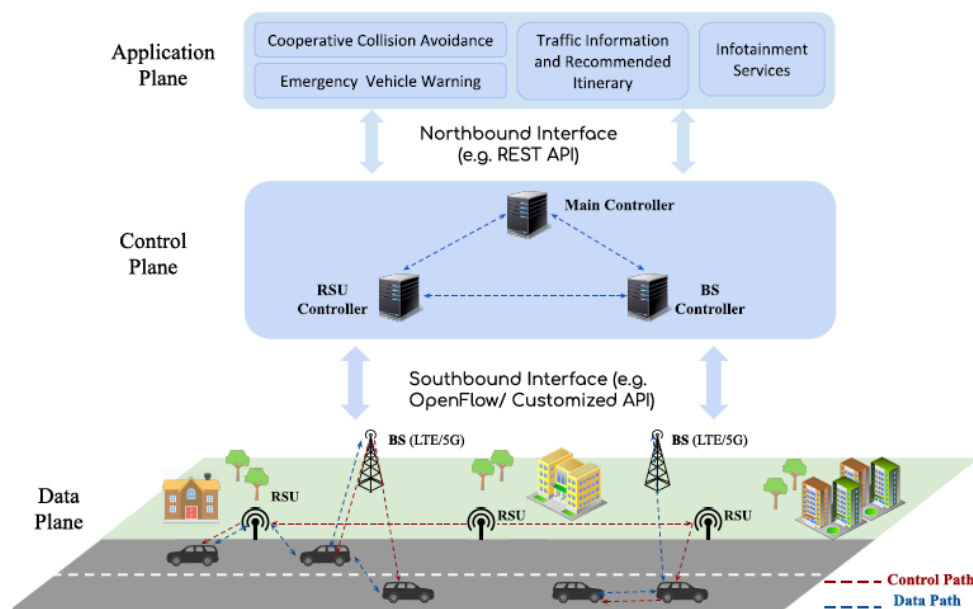 Application
Plane
Cooperative Collision Avoidance
Emergency Vehicle Warning
Traffic Information
and Recommended
Itinerary
Infotainment
Services
Northbound Interface
(e.g. REST API)
Control
Plane
Main Controller
RSU
Controller
BS
Controller
Southbound Interface (e.g.
OpenFlow/ Customized API)
Data
Plane
BS (LTE/5G)
BS (LTE/5G)
RSU
RSU
RSU
Control Path
Data Path